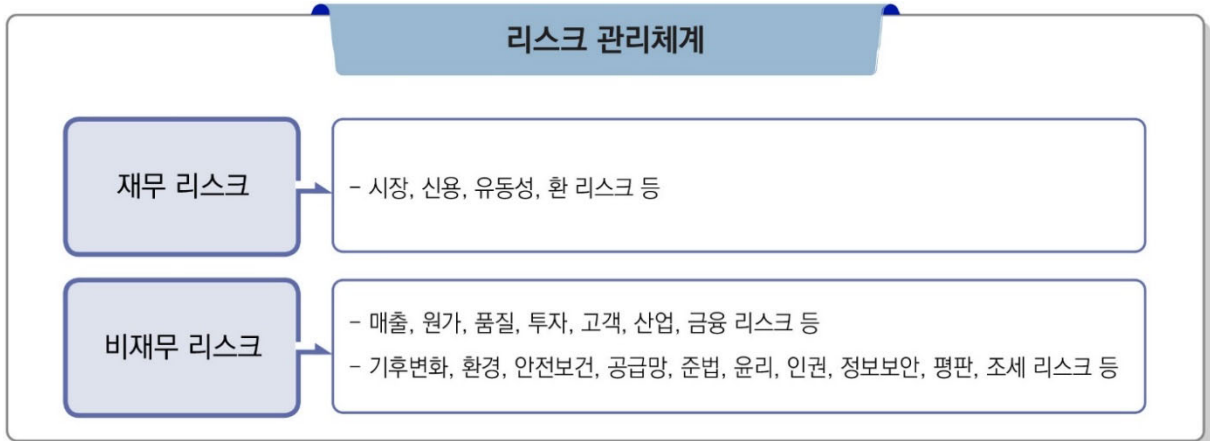 리스크 관리체계
재무 리스크
- 시장, 신용, 유동성, 환 리스크 등
비재무 리스크
- 매출, 원가, 품질, 투자, 고객, 산업, 금융 리스크 등
- 기후변화, 환경, 안전보건, 공급망, 준법, 윤리, 인권, 정보보안, 평판, 조세 리스크 등